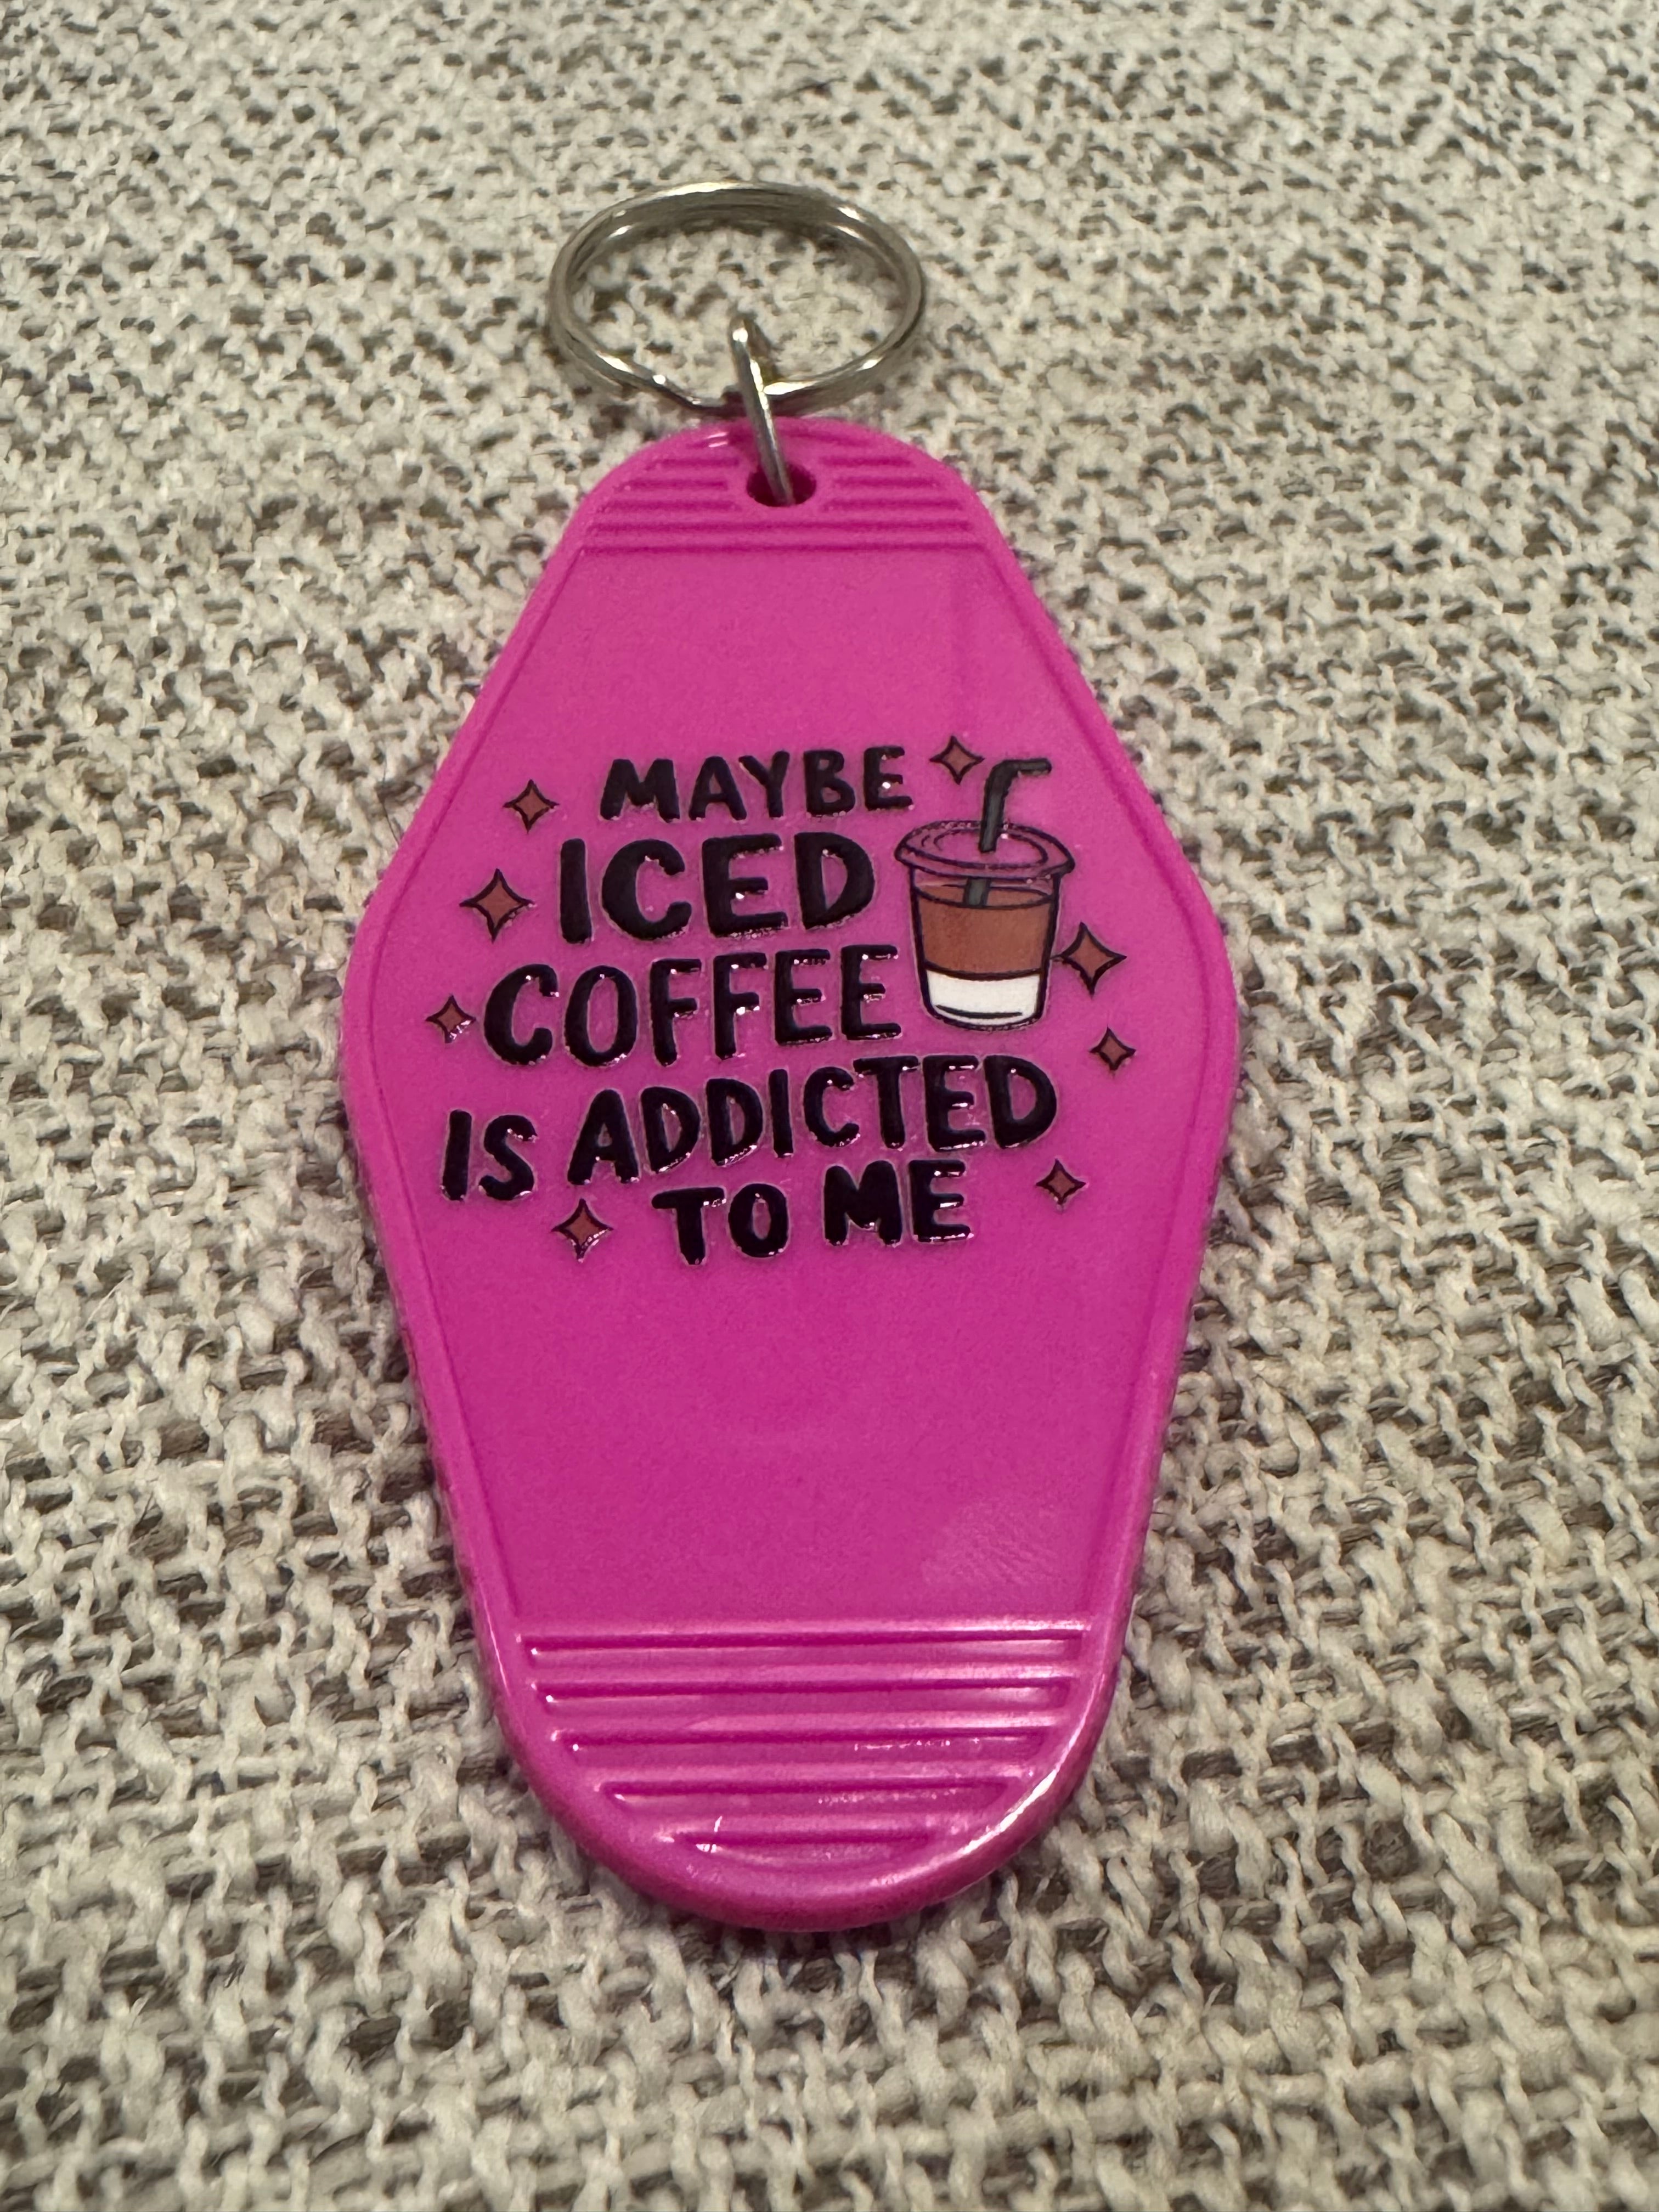 MAYBE
ICED
COFFEE
IS ADDICTED
TO ME